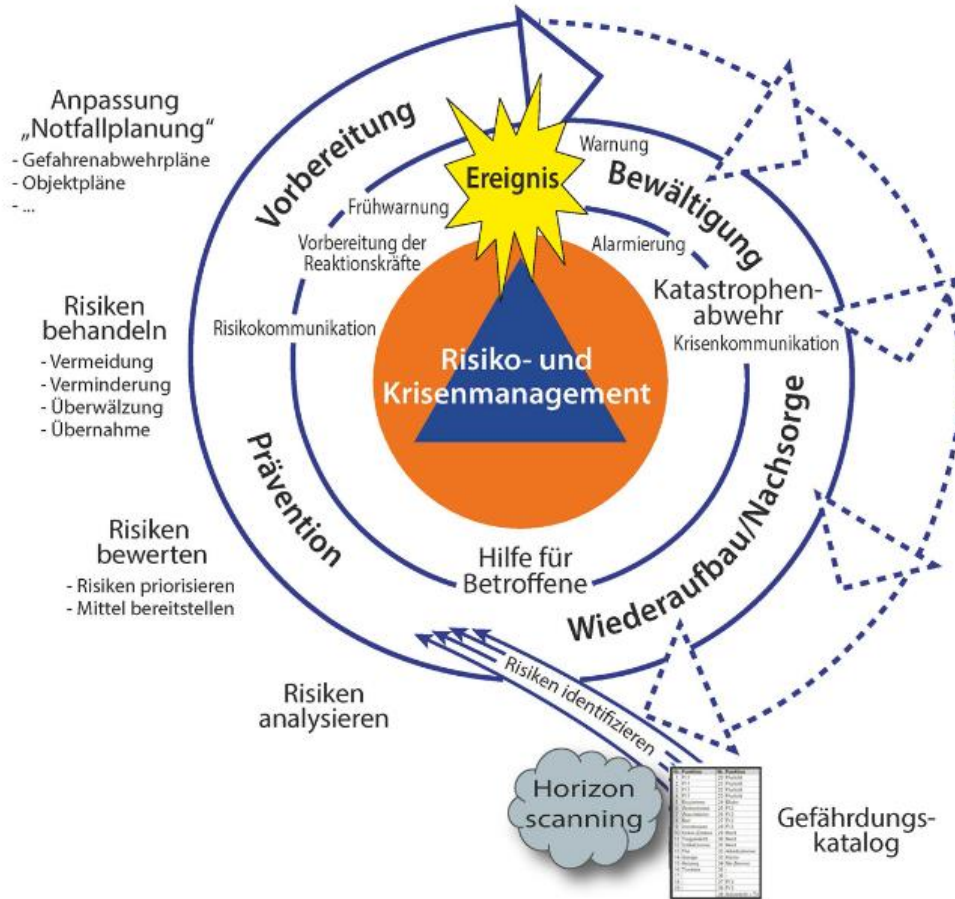 Anpassung
„Notfallplanung“
- Gefahrenabwehrpläne
- Objektpläne
- ...
Vorbereitung
Ereignis
Warnung
Bewältigung
Frühwarnung
Vorbereitung der
Reaktionskräfte
Alarmierung
Katastrophen-
abwehr
Krisenkommunikation
Risikokommunikation
Risiken
behandeln
- Vermeidung
- Verminderung
- Überwälzung
- Übernahme
Risiko- und
Krisenmanagement
Prävention
Wiederaufbau/Nachsorge
Risiken
bewerten
- Risiken priorisieren
- Mittel bereitstellen
Hilfe für
Betroffene
Risiken
analysieren
Risiken identifizieren
Horizon
scanning
Gefährdungs-
katalog